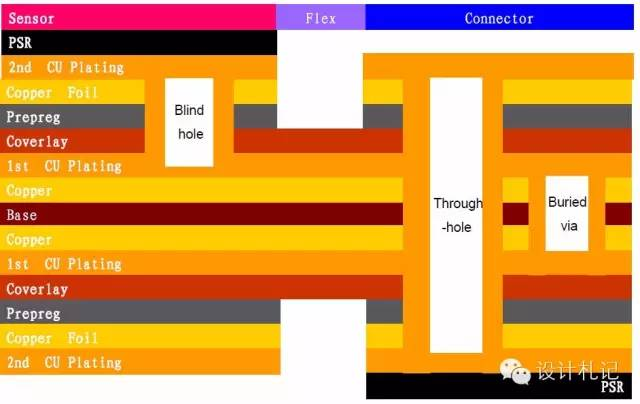 Sensor Flex Connector
PSR
2nd CU Plating
Copper Foil
Prepreg
Coverlay
1st CU Plating
Copper
Base
Copper
1st CU Plating
Coverlay
Prepreg
Copper Foil
2nd CU Plating
Blind
hole
Through
-hole
Buried
via
设计札记
PSR